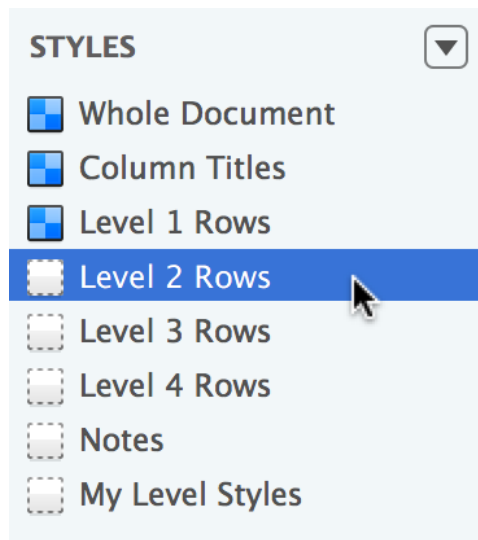 STYLES
Whole Document
Column Titles
Level 1 Rows
Level 2 Rows
Level 3 Rows
Level 4 Rows
Notes
My Level Styles